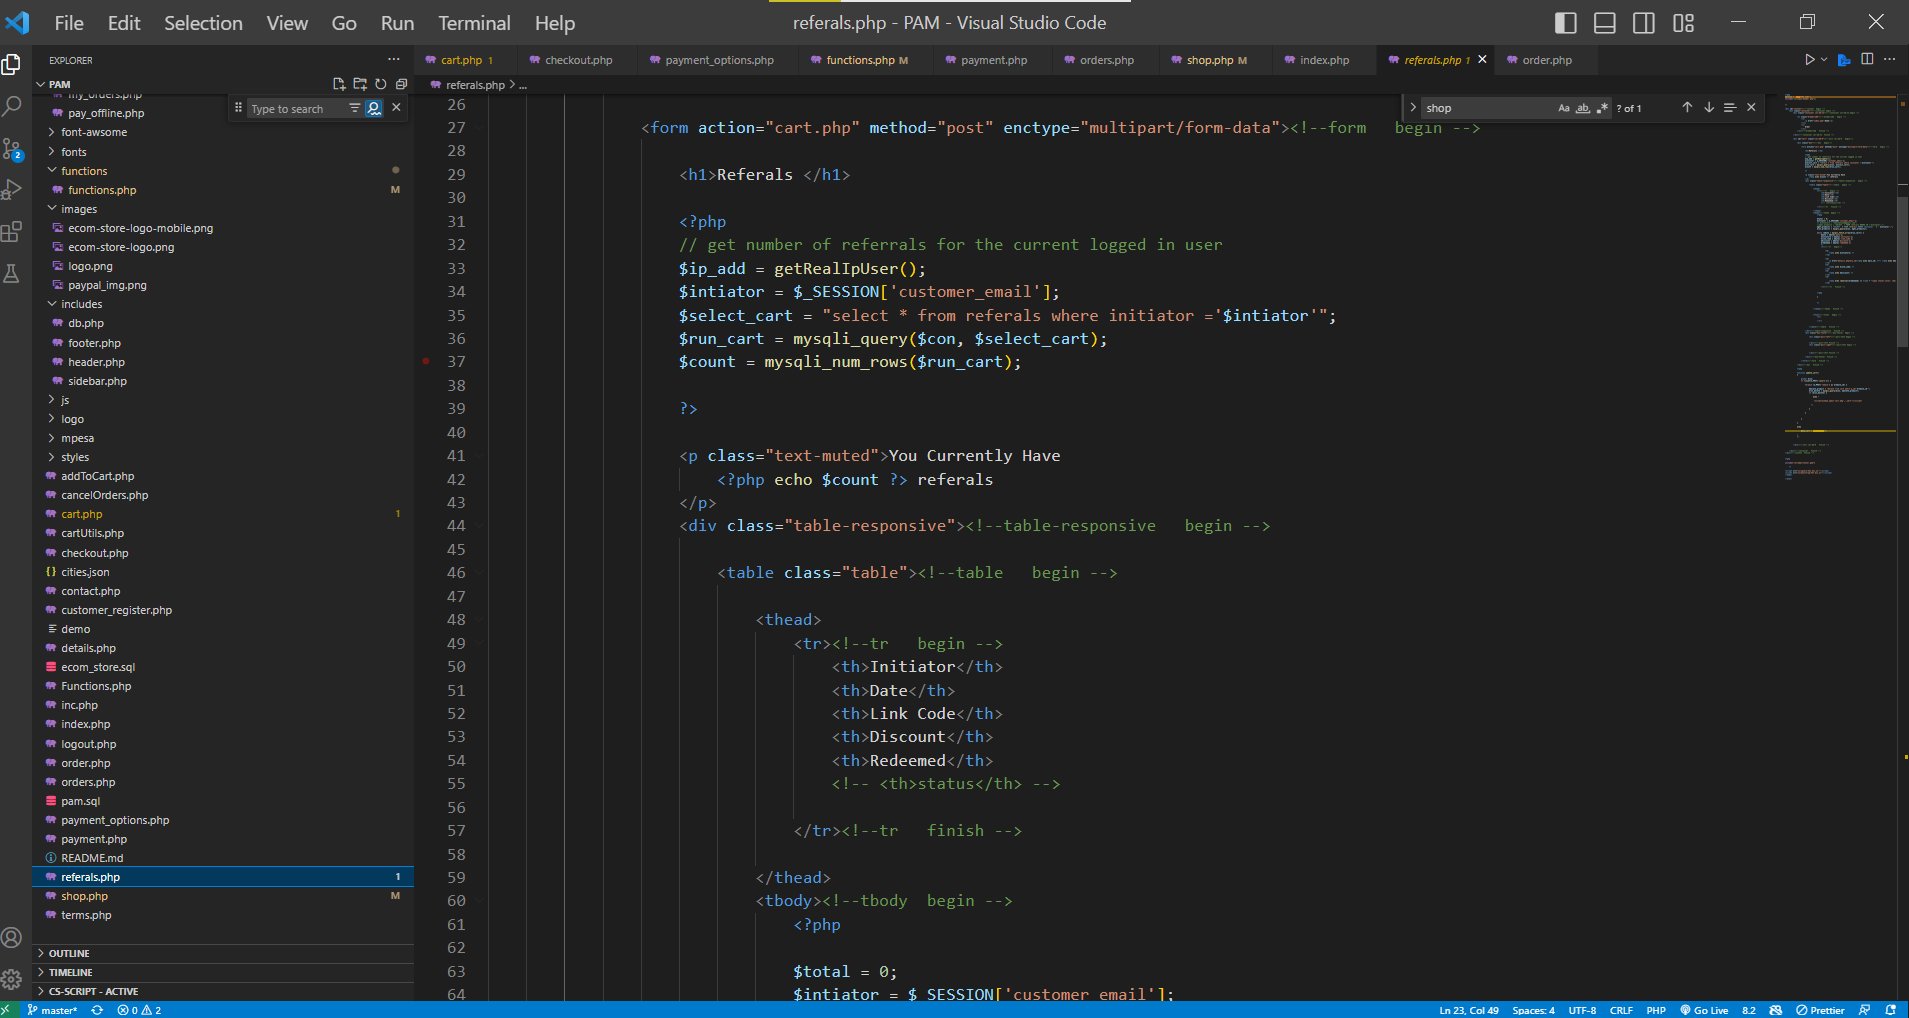 File Edit Selection View Go Run Terminal Help
referals.php - PAM - Visual Studio Code
EXPLORER
cart.php 1 checkout.php payment_options.php functions.php M payment.php orders.php shop.php M index.php referals.php 1 order.php
PAM
referals.php > ...
my_orders.php
Type to search
shop
Aa ab ? of 1
pay_offline.php
font-awsome
fonts
functions
functions.php M
images
ecom-store-logo-mobile.png
ecom-store-logo.png
logo.png
paypal_img.png
includes
db.php
footer.php
header.php
sidebar.php
js
logo
mpesa
styles
addToCart.php
cancelOrders.php
cart.php 1
cartUtils.php
checkout.php
cities.json
contact.php
customer_register.php
demo
details.php
ecom_store.sql
Functions.php
inc.php
index.php
logout.php
order.php
orders.php
pam.sql
payment_options.php
payment.php
README.md
referals.php 1
shop.php M
terms.php
OUTLINE
TIMELINE
CS-SCRIPT - ACTIVE
26
27 <form action="cart.php" method="post" enctype="multipart/form-data"><!--form   begin -->
28
29 <h1>Referals </h1>
30
31 <?php
32 // get number of referrals for the current logged in user
33 $ip_add = getRealIpUser();
34 $intiator = $_SESSION['customer_email'];
35 $select_cart = "select * from referals where initiator ='$intiator'";
36 $run_cart = mysqli_query($con, $select_cart);
37 $count = mysqli_num_rows($run_cart);
38
39 ?>
40
41 <p class="text-muted">You Currently Have
42 <?php echo $count ?> referals
43 </p>
44 <div class="table-responsive"><!--table-responsive   begin -->
45
46 <table class="table"><!--table   begin -->
47
48 <thead>
49 <tr><!--tr   begin -->
50 <th>Initiator</th>
51 <th>Date</th>
52 <th>Link Code</th>
53 <th>Discount</th>
54 <th>Redeemed</th>
55 <!-- <th>status</th> -->
56
57 </tr><!--tr   finish -->
58
59 </thead>
60 <tbody><!--tbody  begin -->
61 <?php
62
63 $total = 0;
64 $intiator = $_SESSION['customer_email'];
master* 0 2
Ln 23, Col 49 Spaces: 4 UTF-8 CRLF PHP Go Live 8.2 Prettier